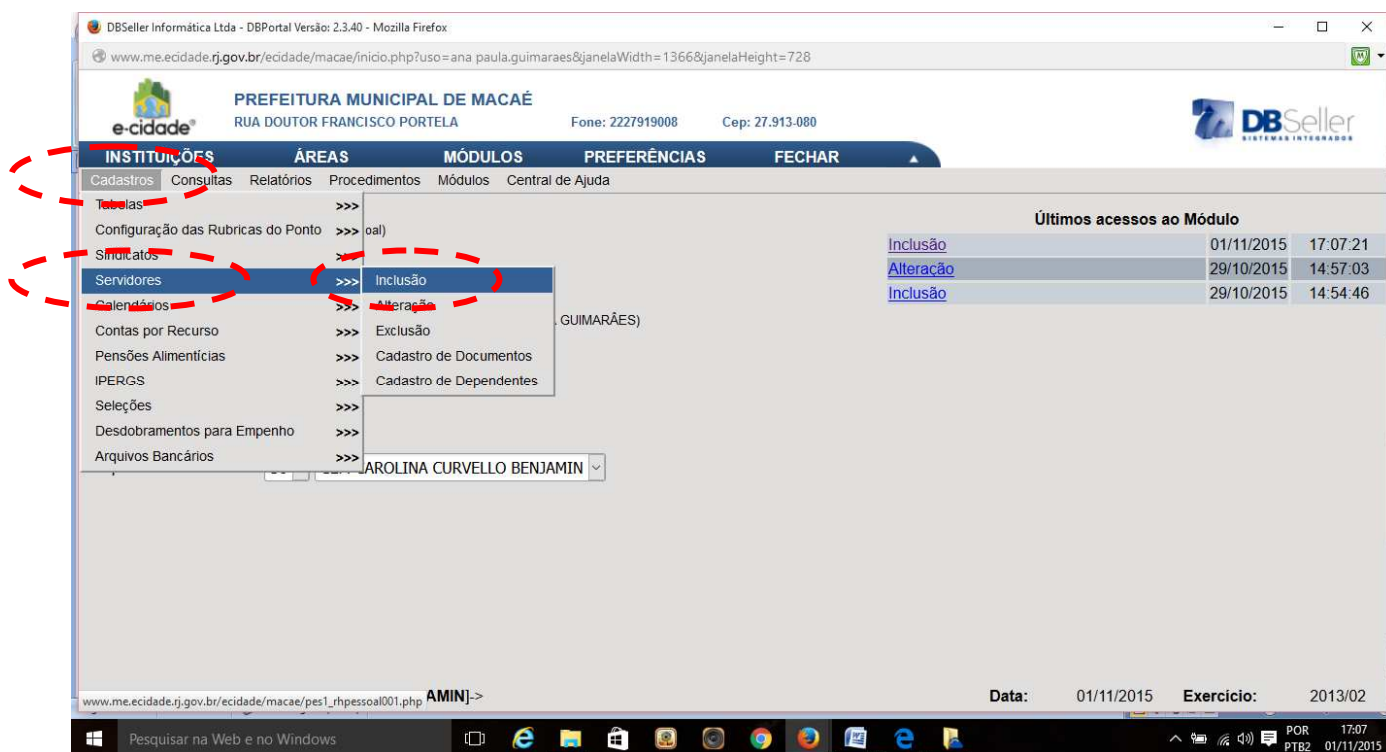 DBSeller Informática Ltda - DBPortal Versão: 2.3.40 - Mozilla Firefox
www.me.ecidade.rj.gov.br/ecidade/macae/inicio.php?uso=ana paula.guimaraes&janelaWidth=1366&janelaHeight=728
e-cidade®
PREFEITURA MUNICIPAL DE MACAÉ
RUA DOUTOR FRANCISCO PORTELA Fone: 2227919008 Cep: 27.913-080
DBSeller
SISTEMAS INTEGRADOS
INSTITUIÇÕES ÁREAS MÓDULOS PREFERÊNCIAS FECHAR
Cadastros Consultas Relatórios Procedimentos Módulos Central de Ajuda
Tabelas >>>
Configuração das Rubricas do Ponto >>> oal)
Sindicatos >>>
Servidores >>> Inclusão
Calendários >>> Alteração
GUIMARÂES)
Contas por Recurso >>> Exclusão
Pensões Alimentícias >>> Cadastro de Documentos
IPERGS >>> Cadastro de Dependentes
Seleções >>>
Desdobramentos para Empenho >>>
Arquivos Bancários >>>
CAROLINA CURVELLO BENJAMIN
Últimos acessos ao Módulo
Inclusão 01/11/2015 17:07:21
Alteração 29/10/2015 14:57:03
Inclusão 29/10/2015 14:54:46
www.me.ecidade.rj.gov.br/ecidade/macae/pes1_rhpessoal001.php AMIN]-> Data: 01/11/2015 Exercício: 2013/02
Pesquisar na Web e no Windows
POR 17:07
PTB2 01/11/2015